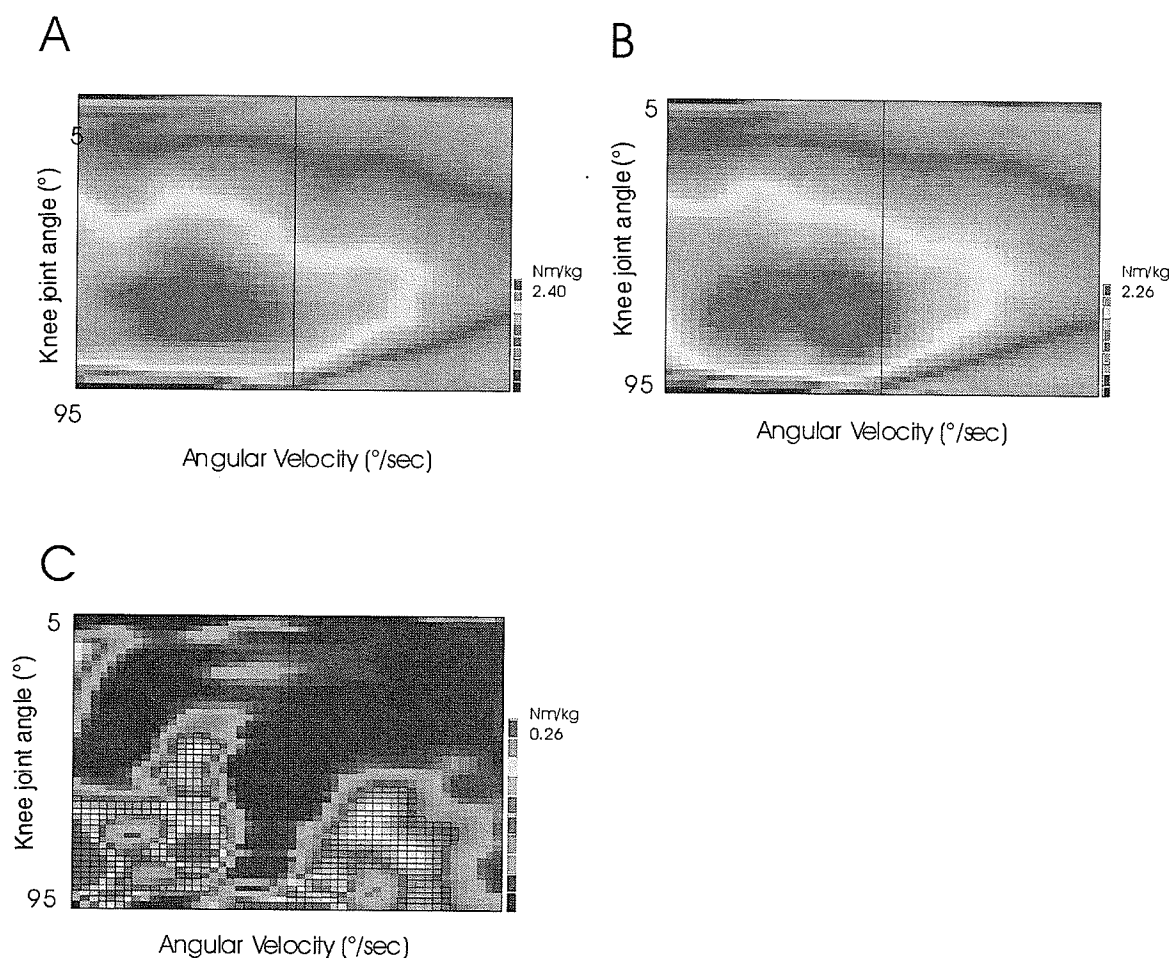 A
5
Knee joint angle (°)
95
Angular Velocity (°/sec)
Nm/kg
2.40
B
5
Knee joint angle (°)
95
Angular Velocity (°/sec)
Nm/kg
2.26
C
5
Knee joint angle (°)
95
Angular Velocity (°/sec)
Nm/kg
0.26